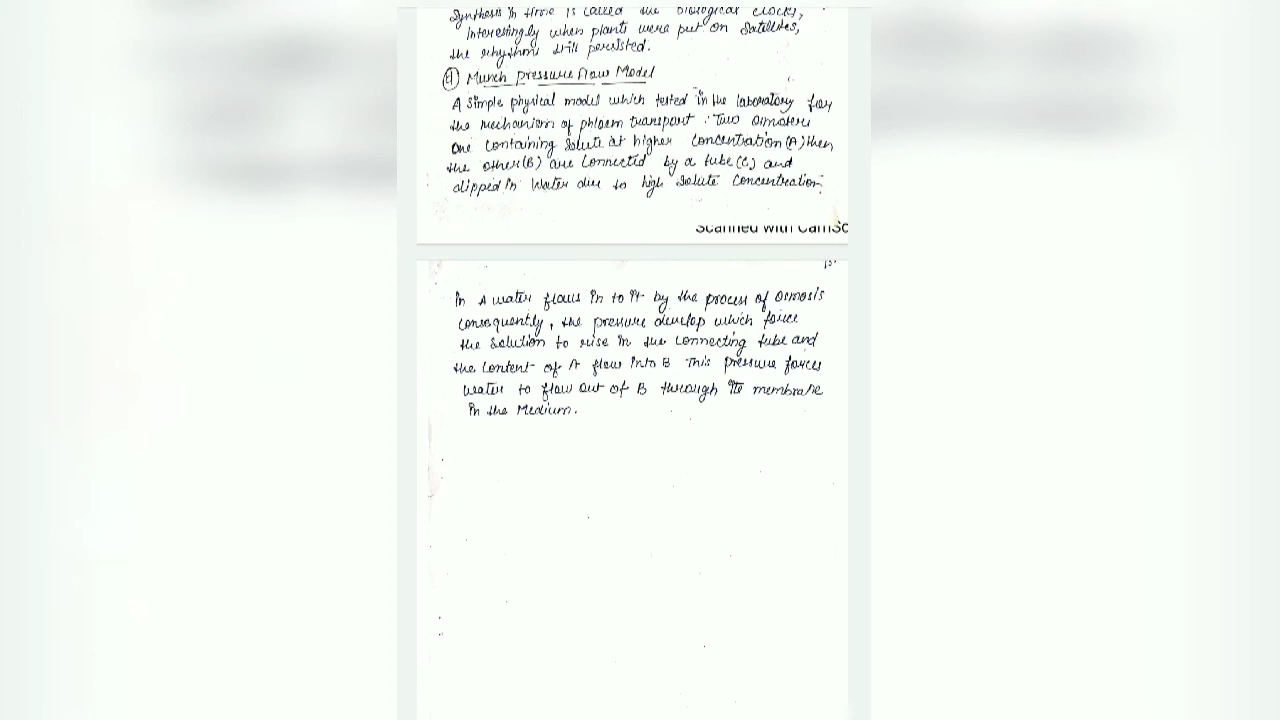 Synthesis in time is called the biological clocks,
Interestingly when plants were put on Satellites,
the rhythms still persisted.
d) Munch pressure flow Model
A simple physical model which tested in the laboratory for
the mechanism of phloem transport. Two osmoters
one containing solute at higher concentration (A) then
the other (B) are connected by a tube (C) and
dipped in water due to high solute concentration
Scanned with CamSc
in A water flows in to it by the process of osmosis
consequently, the pressure develop which force
the solution to rise in the connecting tube and
the content of A flow into B This pressure forces
water to flow out of B through its membrane
in the Medium.